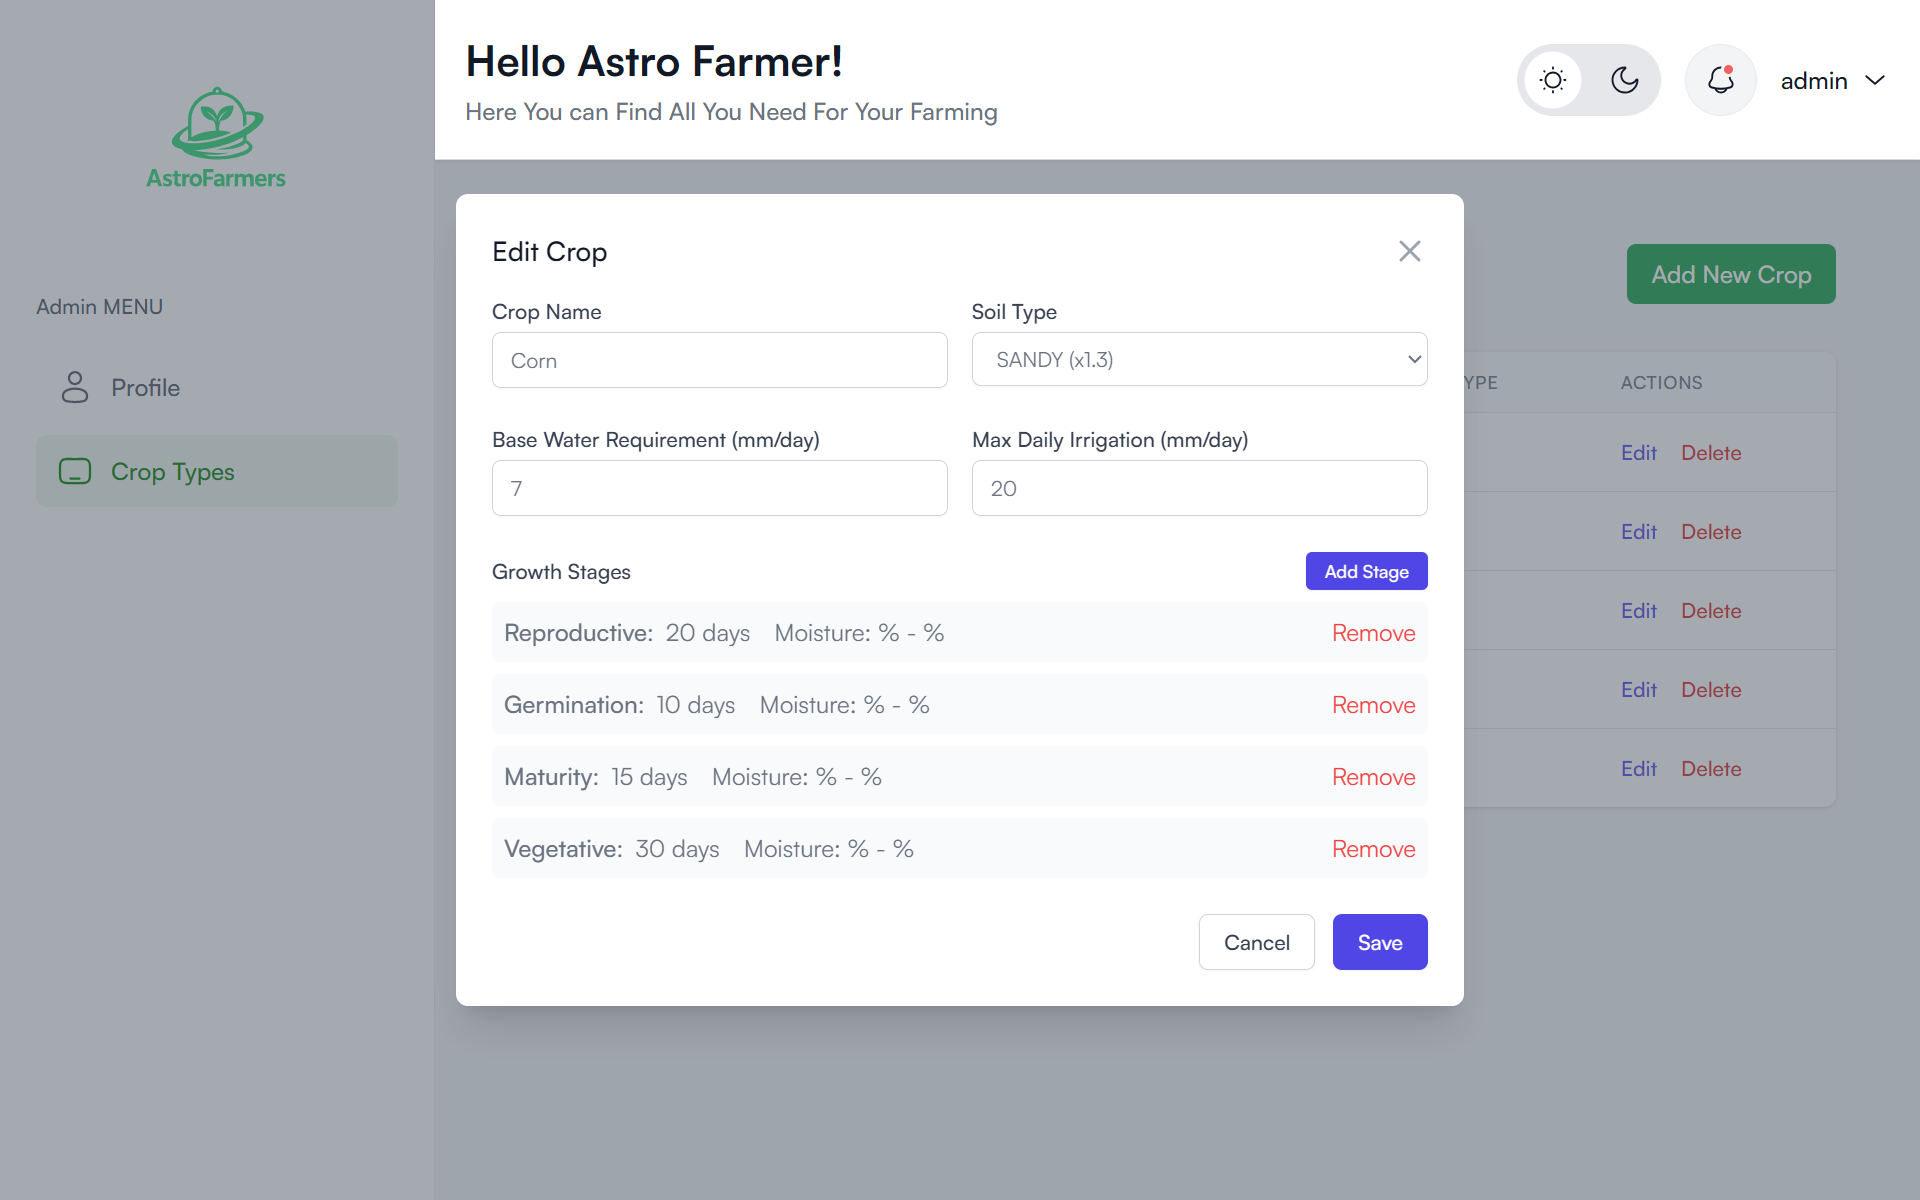 AstroFarmers
Admin MENU
Profile
Crop Types
Hello Astro Farmer!
Here You can Find All You Need For Your Farming
admin
Add New Crop
YPE ACTIONS
Edit Delete
Edit Delete
Edit Delete
Edit Delete
Edit Delete
Edit Crop
Crop Name
Corn
Soil Type
SANDY (x1.3)
Base Water Requirement (mm/day)
7
Max Daily Irrigation (mm/day)
20
Growth Stages
Add Stage
Reproductive: 20 days Moisture: % - % Remove
Germination: 10 days Moisture: % - % Remove
Maturity: 15 days Moisture: % - % Remove
Vegetative: 30 days Moisture: % - % Remove
Cancel
Save